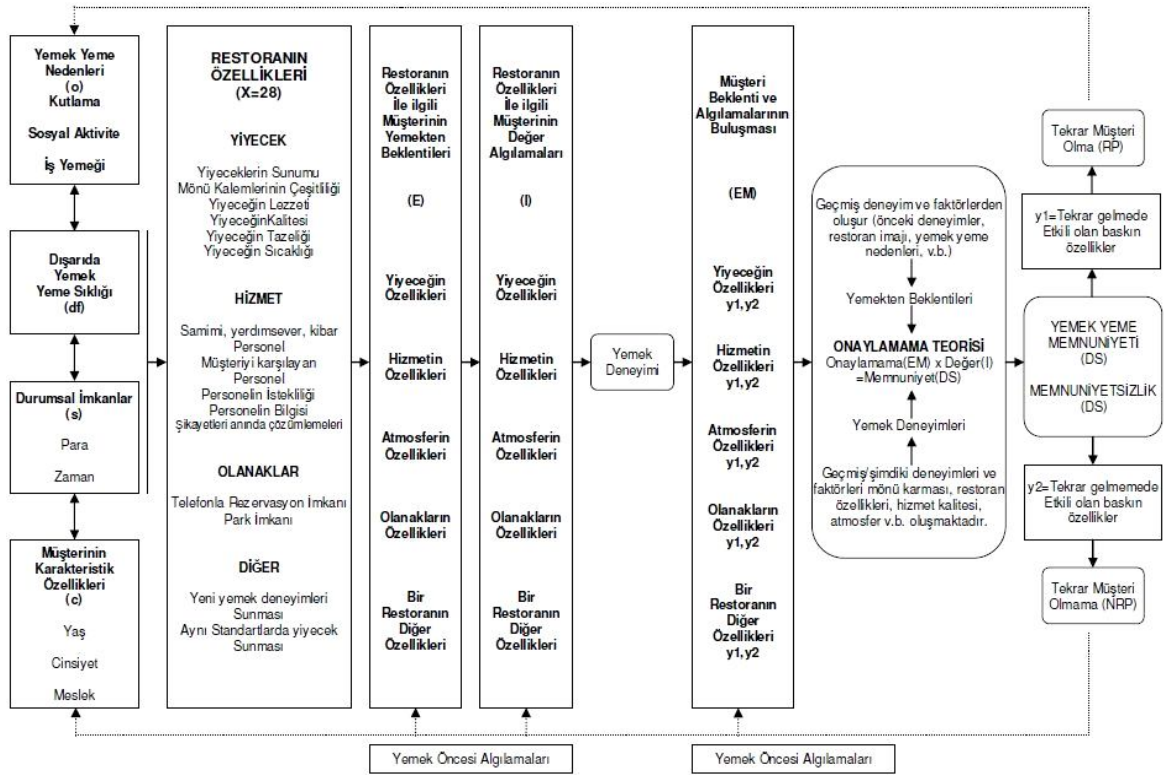 Yemek Yeme
Nedenleri
(o)
Kutlama
Sosyal Aktivite
İş Yemeği
Dışarıda
Yemek
Yeme Sıklığı
(df)
Durumsal İmkanlar
(s)
Para
Zaman
Müşterinin
Karakteristik
Özellikleri
(c)
Yaş
Cinsiyet
Meslek
RESTORANIN
ÖZELLİKLERİ
(X=28)
YİYECEK
Yiyeceklerin Sunumu
Mönü Kalemlerinin Çeşitliliği
Yiyeceğin Lezzeti
YiyeceğinKalitesi
Yiyeceğin Tazeliği
Yiyeceğin Sıcaklığı
HİZMET
Samimi, yerdımsever, kibar
Personel
Müşteriyi karşılayan
Personel
Personelin İstekliliği
Personelin Bilgisi
Şikayetleri anında çözümlemeleri
OLANAKLAR
Telefonla Rezervasyon İmkanı
Park İmkanı
DİĞER
Yeni yemek deneyimleri
Sunması
Aynı Standartlarda yiyecek
Sunması
Restoranın
Özellikleri
İle ilgili
Müşterinin
Yemekten
Beklentileri
(E)
Yiyeceğin
Özellikleri
Hizmetin
Özellikleri
Atmosferin
Özellikleri
Olanakların
Özellikleri
Bir
Restoranın
Diğer
Özellikleri
Restoranın
Özellikleri
İle ilgili
Müşterinin
Değer
Algılamaları
(I)
Yiyeceğin
Özellikleri
Hizmetin
Özellikleri
Atmosferin
Özellikleri
Olanakların
Özellikleri
Bir
Restoranın
Diğer
Özellikleri
Yemek
Deneyimi
Müşteri
Beklenti ve
Algılamalarının
Buluşması
(EM)
Yiyeceğin
Özellikleri
y1,y2
Hizmetin
Özellikleri
y1,y2
Atmosferin
Özellikleri
y1,y2
Olanakların
Özellikleri
y1,y2
Bir
Restoranın
Diğer
Özellikleri
y1,y2
Geçmiş deneyim ve faktörlerden
oluşur (önceki deneyimler,
restoran imajı, yemek yeme
nedenleri, v.b.)
Yemekten Beklentileri
ONAYLAMAMA TEORİSİ
Onaylamama(EM) x Değer(I)
=Memnuniyet(DS)
Yemek Deneyimleri
Geçmiş/şimdiki deneyimleri ve
faktörleri mönü karması, restoran
özellikleri, hizmet kalitesi,
atmosfer v.b. oluşmaktadır.
Tekrar Müşteri
Olma (RP)
y1=Tekrar gelmede
Etkili olan baskın
özellikler
YEMEK YEME
MEMNUNİYETİ
(DS)
MEMNUNİYETSİZLİK
(DS)
y2=Tekrar gelmemede
Etkili olan baskın
özellikler
Tekrar Müşteri
Olmama (NRP)
Yemek Öncesi Algılamaları
Yemek Öncesi Algılamaları